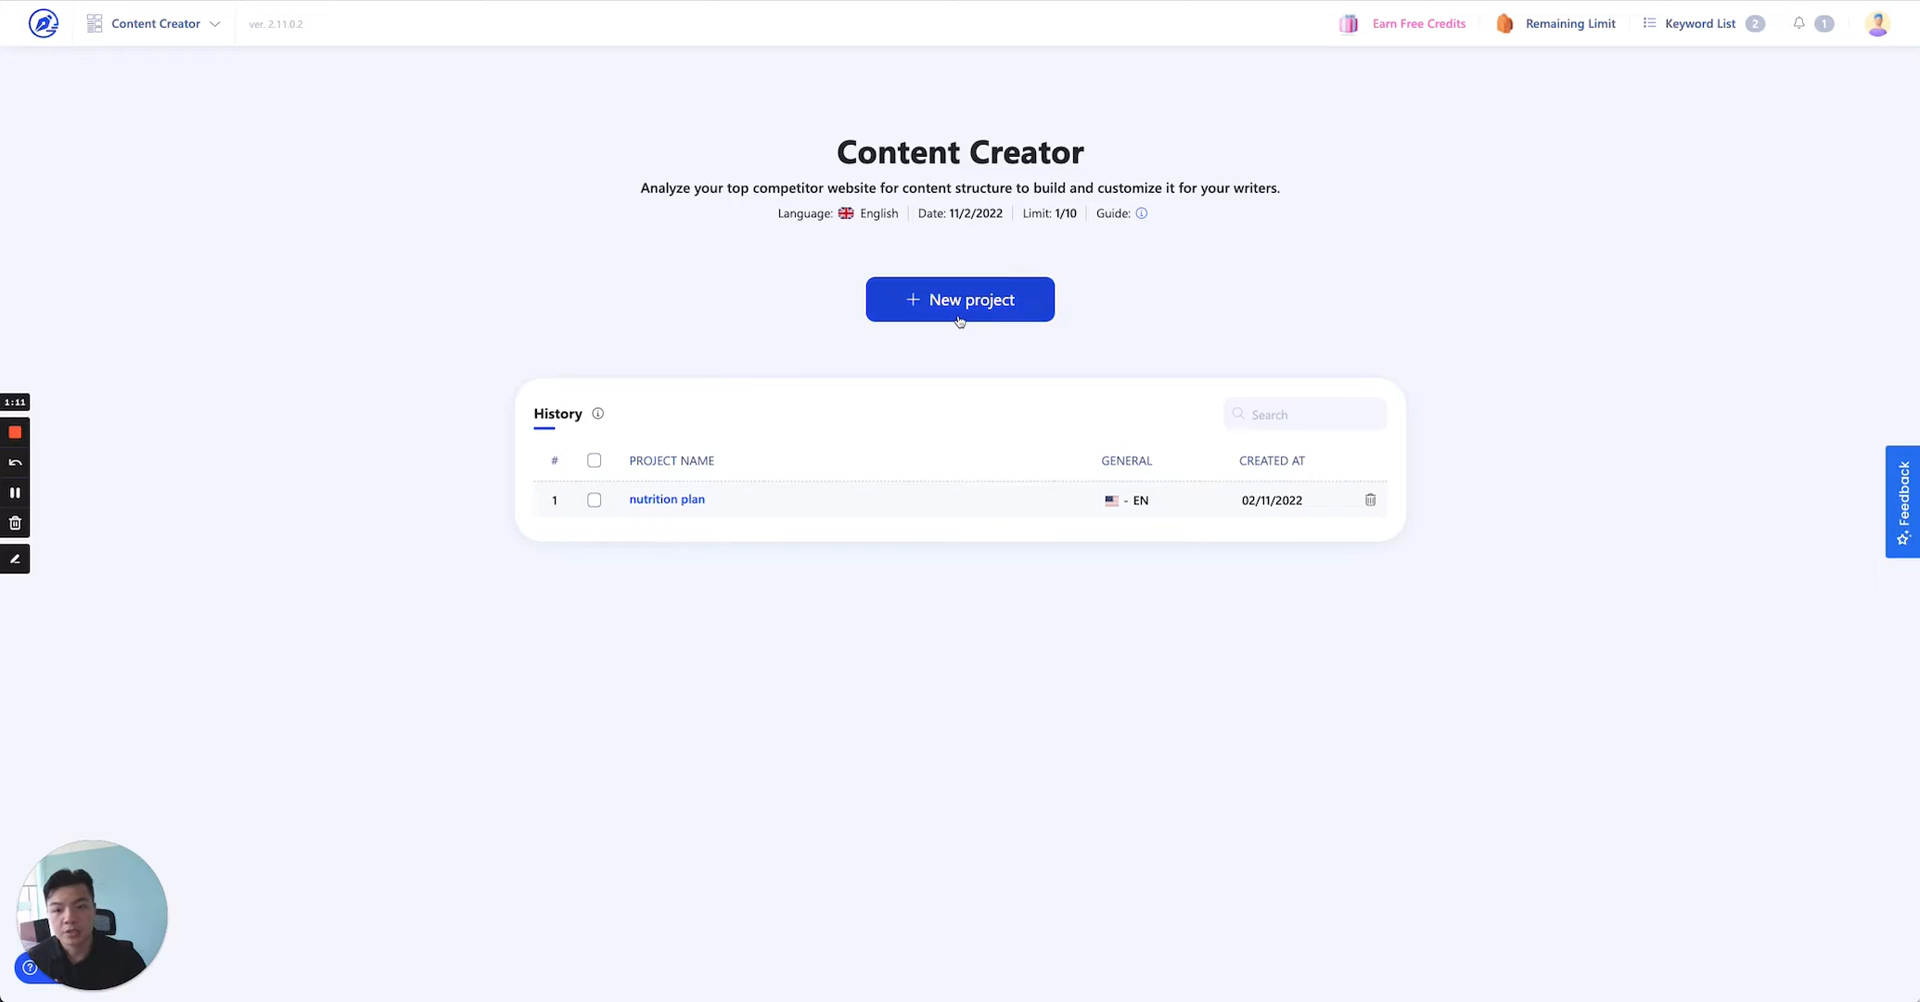 Content Creator
ver. 2.11.0.2
Earn Free Credits
Remaining Limit
Keyword List 2
1
Content Creator
Analyze your top competitor website for content structure to build and customize it for your writers.
Language: English Date: 11/2/2022 Limit: 1/10 Guide:
+ New project
1:11
History
Search
# PROJECT NAME GENERAL CREATED AT
1 nutrition plan - EN 02/11/2022
Feedback